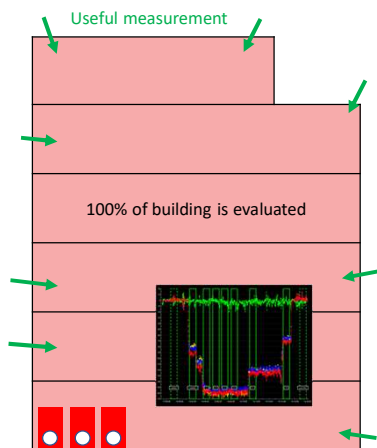 Useful measurement
100% of building is evaluated